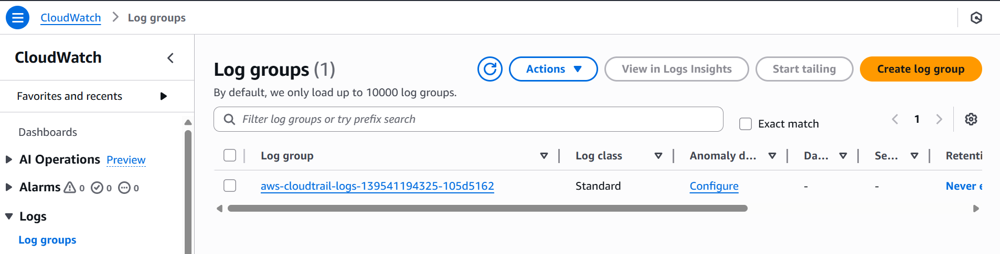 CloudWatch > Log groups
CloudWatch
Favorites and recents
Dashboards
AI Operations Preview
Alarms 0 0 0
Logs
Log groups
Log groups (1)
Actions
View in Logs Insights
Start tailing
Create log group
By default, we only load up to 10000 log groups.
Filter log groups or try prefix search
Exact match
1
Log group Log class Anomaly d... Da... Se... Retenti
aws-cloudtrail-logs-139541194325-105d5162 Standard Configure - - Never e